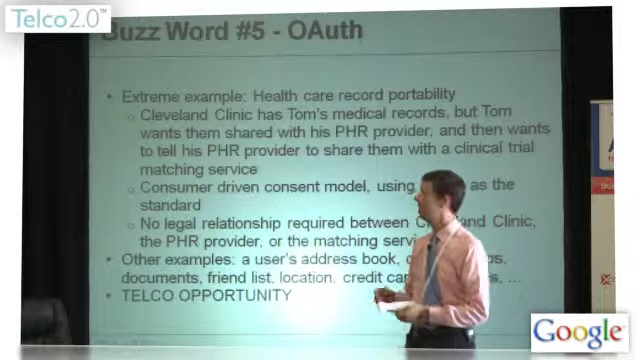 Telco2.0™
Buzz Word #5 - OAuth
• Extreme example: Health care record portability
o Cleveland Clinic has Tom's medical records, but Tom
wants them shared with his PHR provider, and then wants
to tell his PHR provider to share them with a clinical trial
matching service
o Consumer driven consent model, using as the
standard
o No legal relationship required between Clinic,
the PHR provider, or the matching
• Other examples: a user's address book,
documents, friend list, location, credit …
• TELCO OPPORTUNITY
Google™